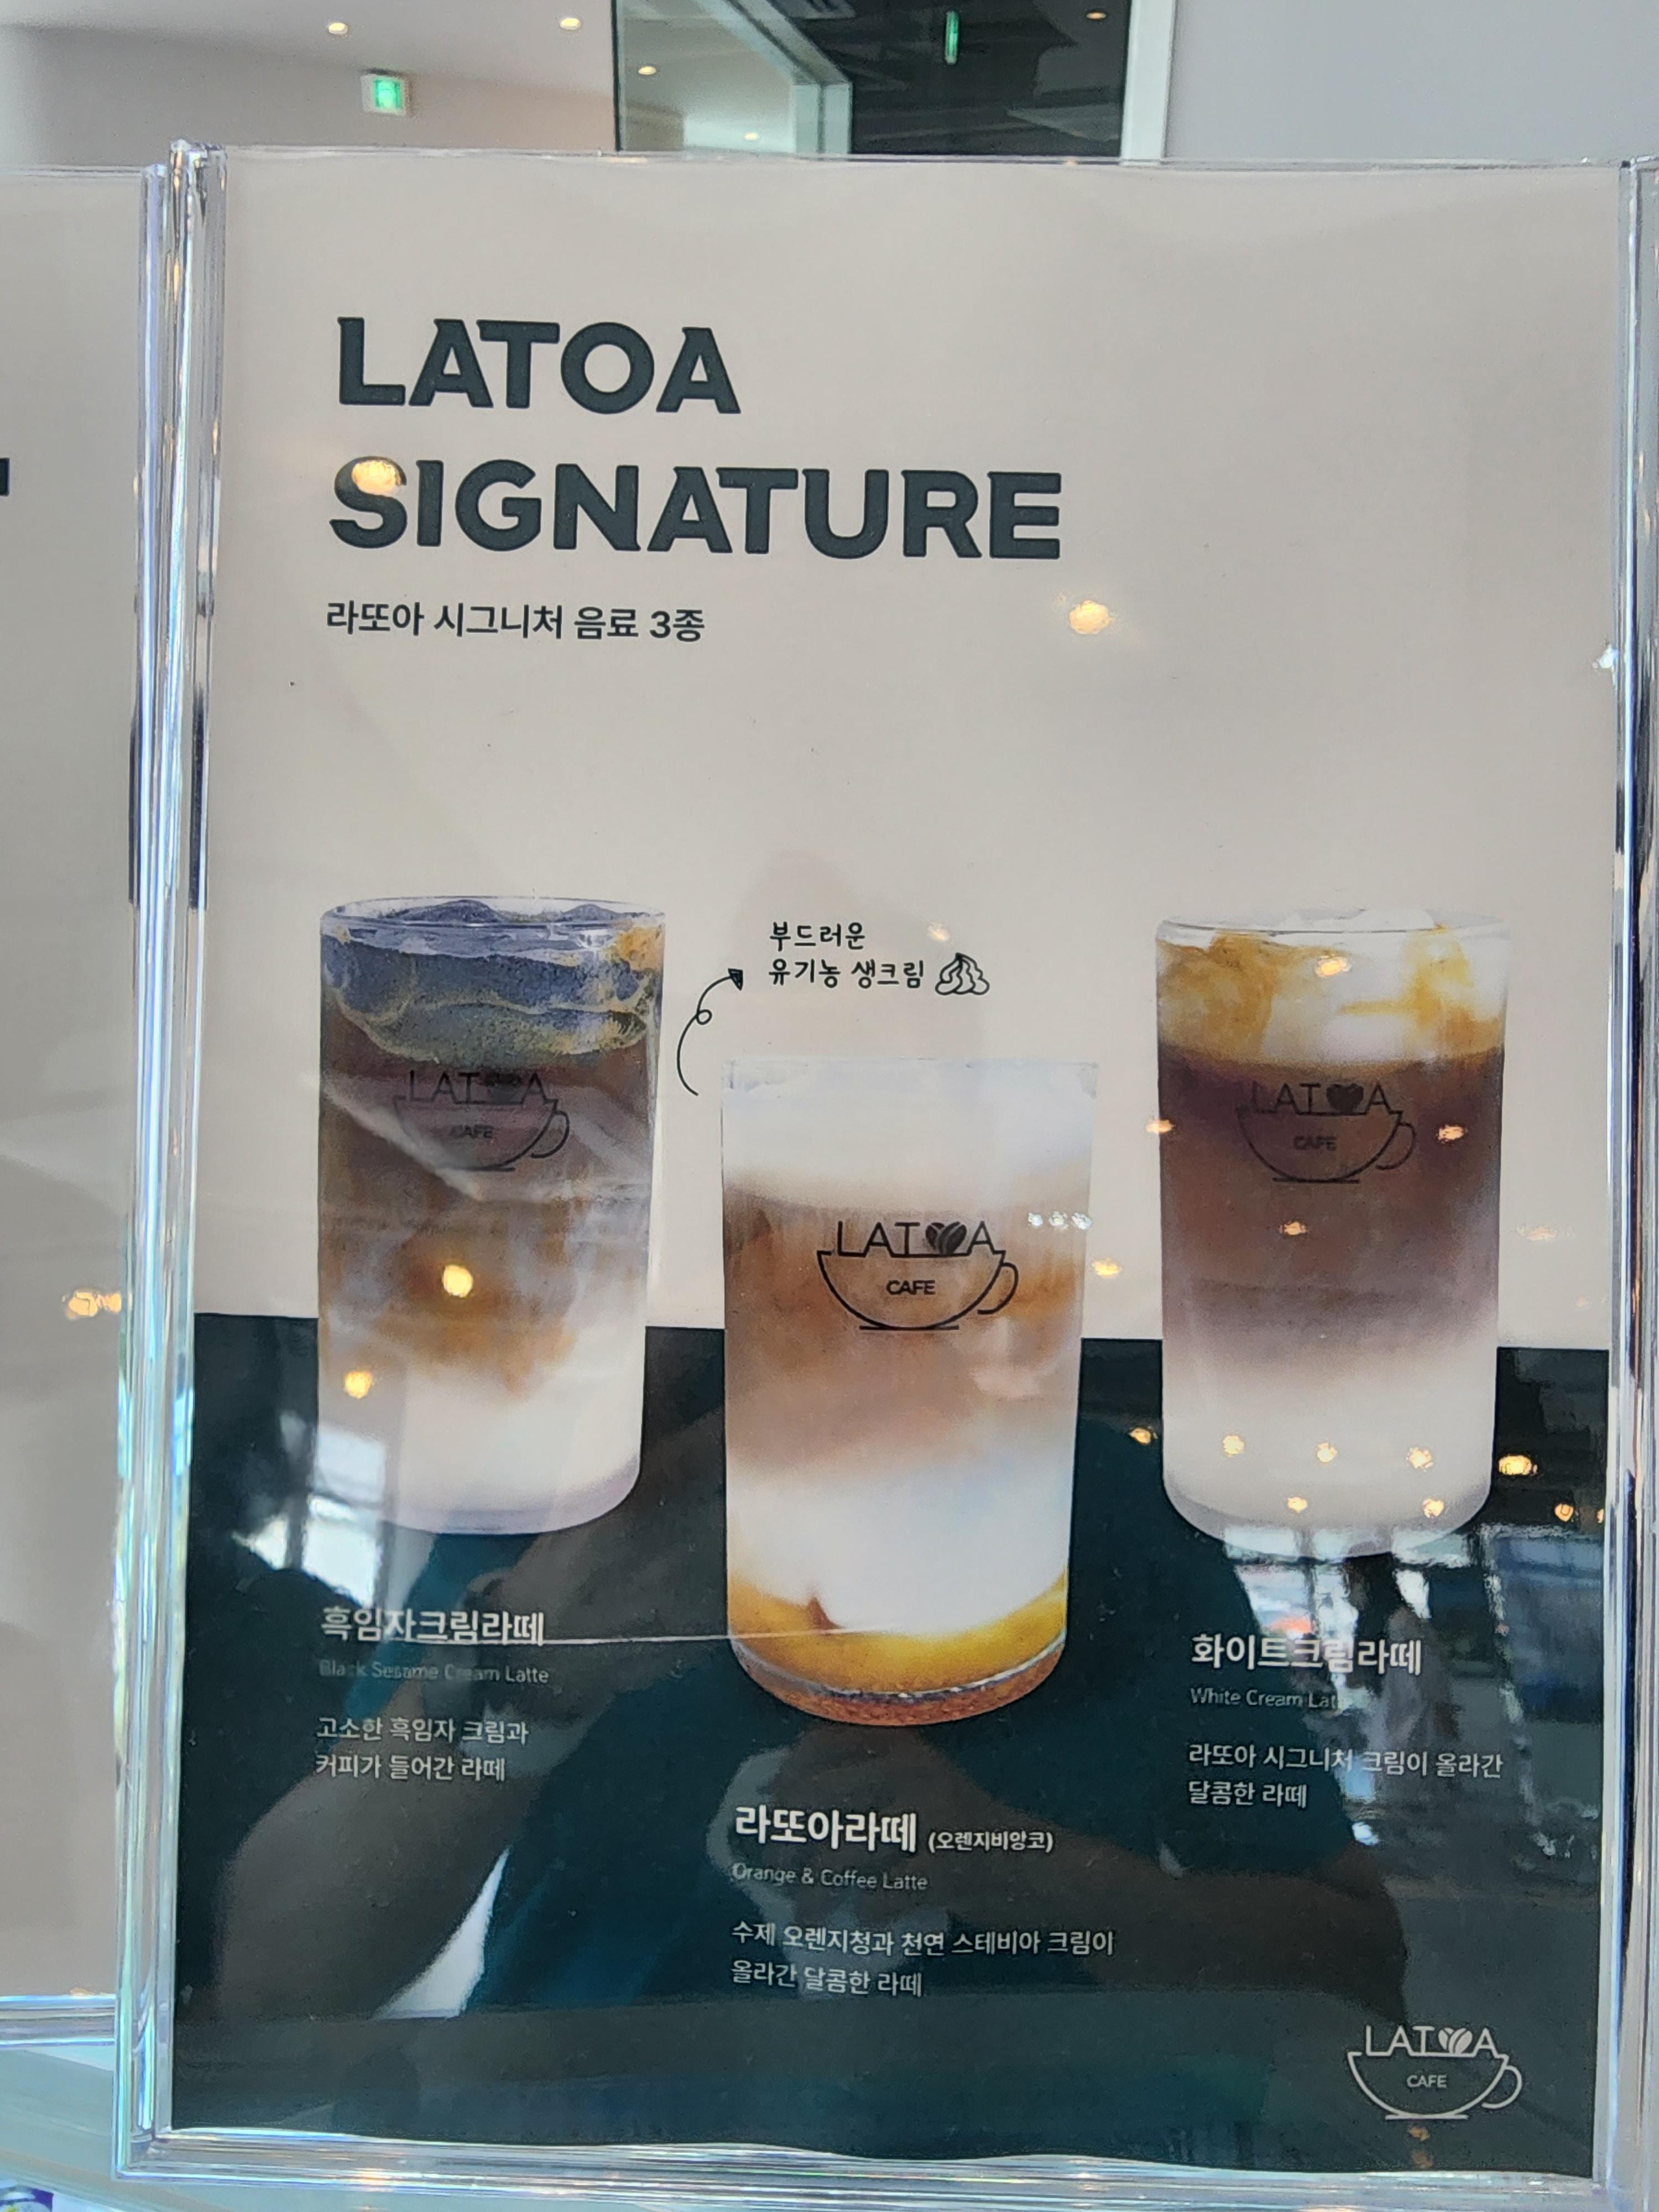 LATOA
SIGNATURE
라또아 시그니처 음료 3종
부드러운
유기농 생크림
LATOA
CAFE
LATOA
CAFE
LATOA
CAFE
흑임자크림라떼
Black Sesame Cream Latte
고소한 흑임자 크림과
커피가 들어간 라떼
라또아라떼 (오렌지비앙코)
Orange & Coffee Latte
수제 오렌지청과 천연 스테비아 크림이
올라간 달콤한 라떼
화이트크림라떼
White Cream Latte
라또아 시그니처 크림이 올라간
달콤한 라떼
LATOA
CAFE